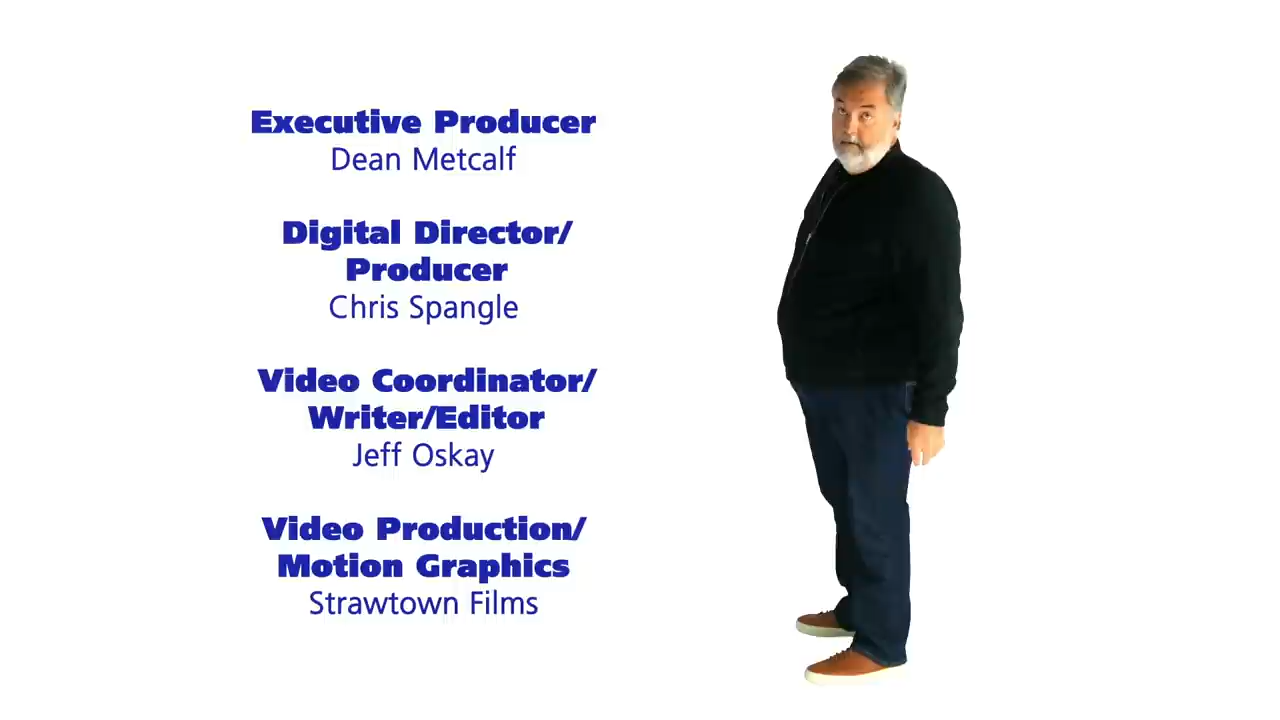 Executive Producer
Dean Metcalf
Digital Director/
Producer
Chris Spangle
Video Coordinator/
Writer/Editor
Jeff Oskay
Video Production/
Motion Graphics
Strawtown Films